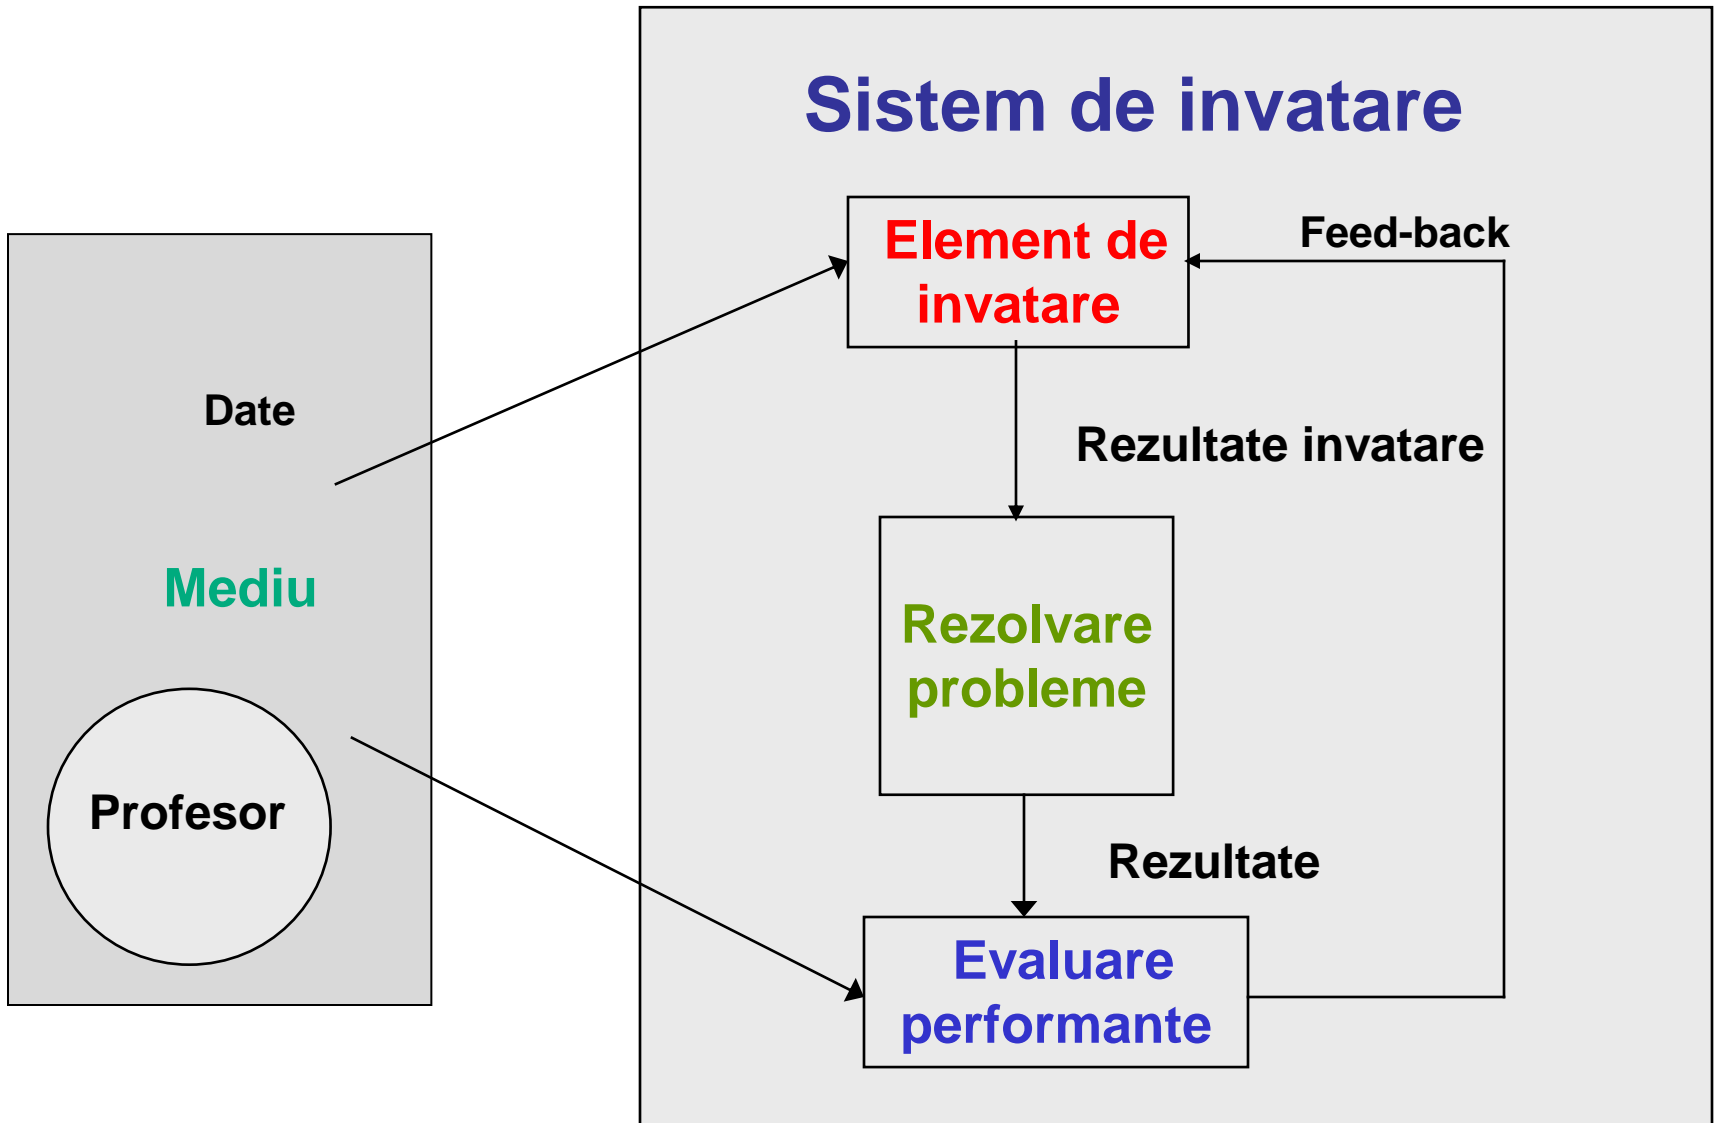 Sistem de invatare
Element de
invatare
Feed-back
Date
Rezultate invatare
Mediu
Rezolvare
probleme
Profesor
Rezultate
Evaluare
performante